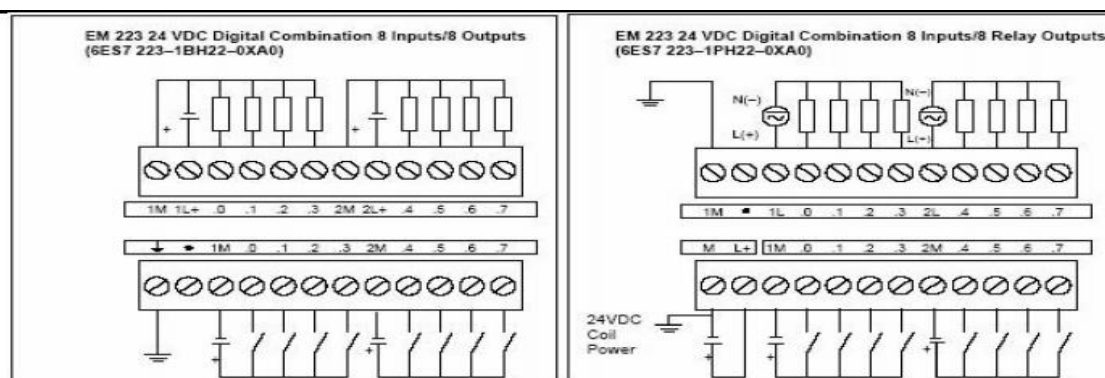 EM 223 24 VDC Digital Combination 8 Inputs/8 Outputs
(6ES7 223–1BH22–0XA0)
+ +
1M 1L+ .0 .1 .2 .3 2M 2L+ .4 .5 .6 .7
1M .0 .1 .2 .3 2M .4 .5 .6 .7
+ +
EM 223 24 VDC Digital Combination 8 Inputs/8 Relay Outputs
(6ES7 223–1PH22–0XA0)
N(–) N(–)
L(+) L(+)
1M 1L .0 .1 .2 .3 2L .4 .5 .6 .7
M L+ 1M .0 .1 .2 .3 2M .4 .5 .6 .7
24VDC
Coil
Power
+ + +